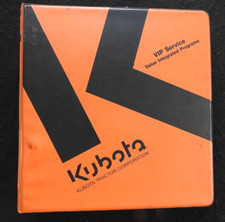 VIP Service
Value Integrated Programs
Kubota
KUBOTA TRACTOR CORPORATION